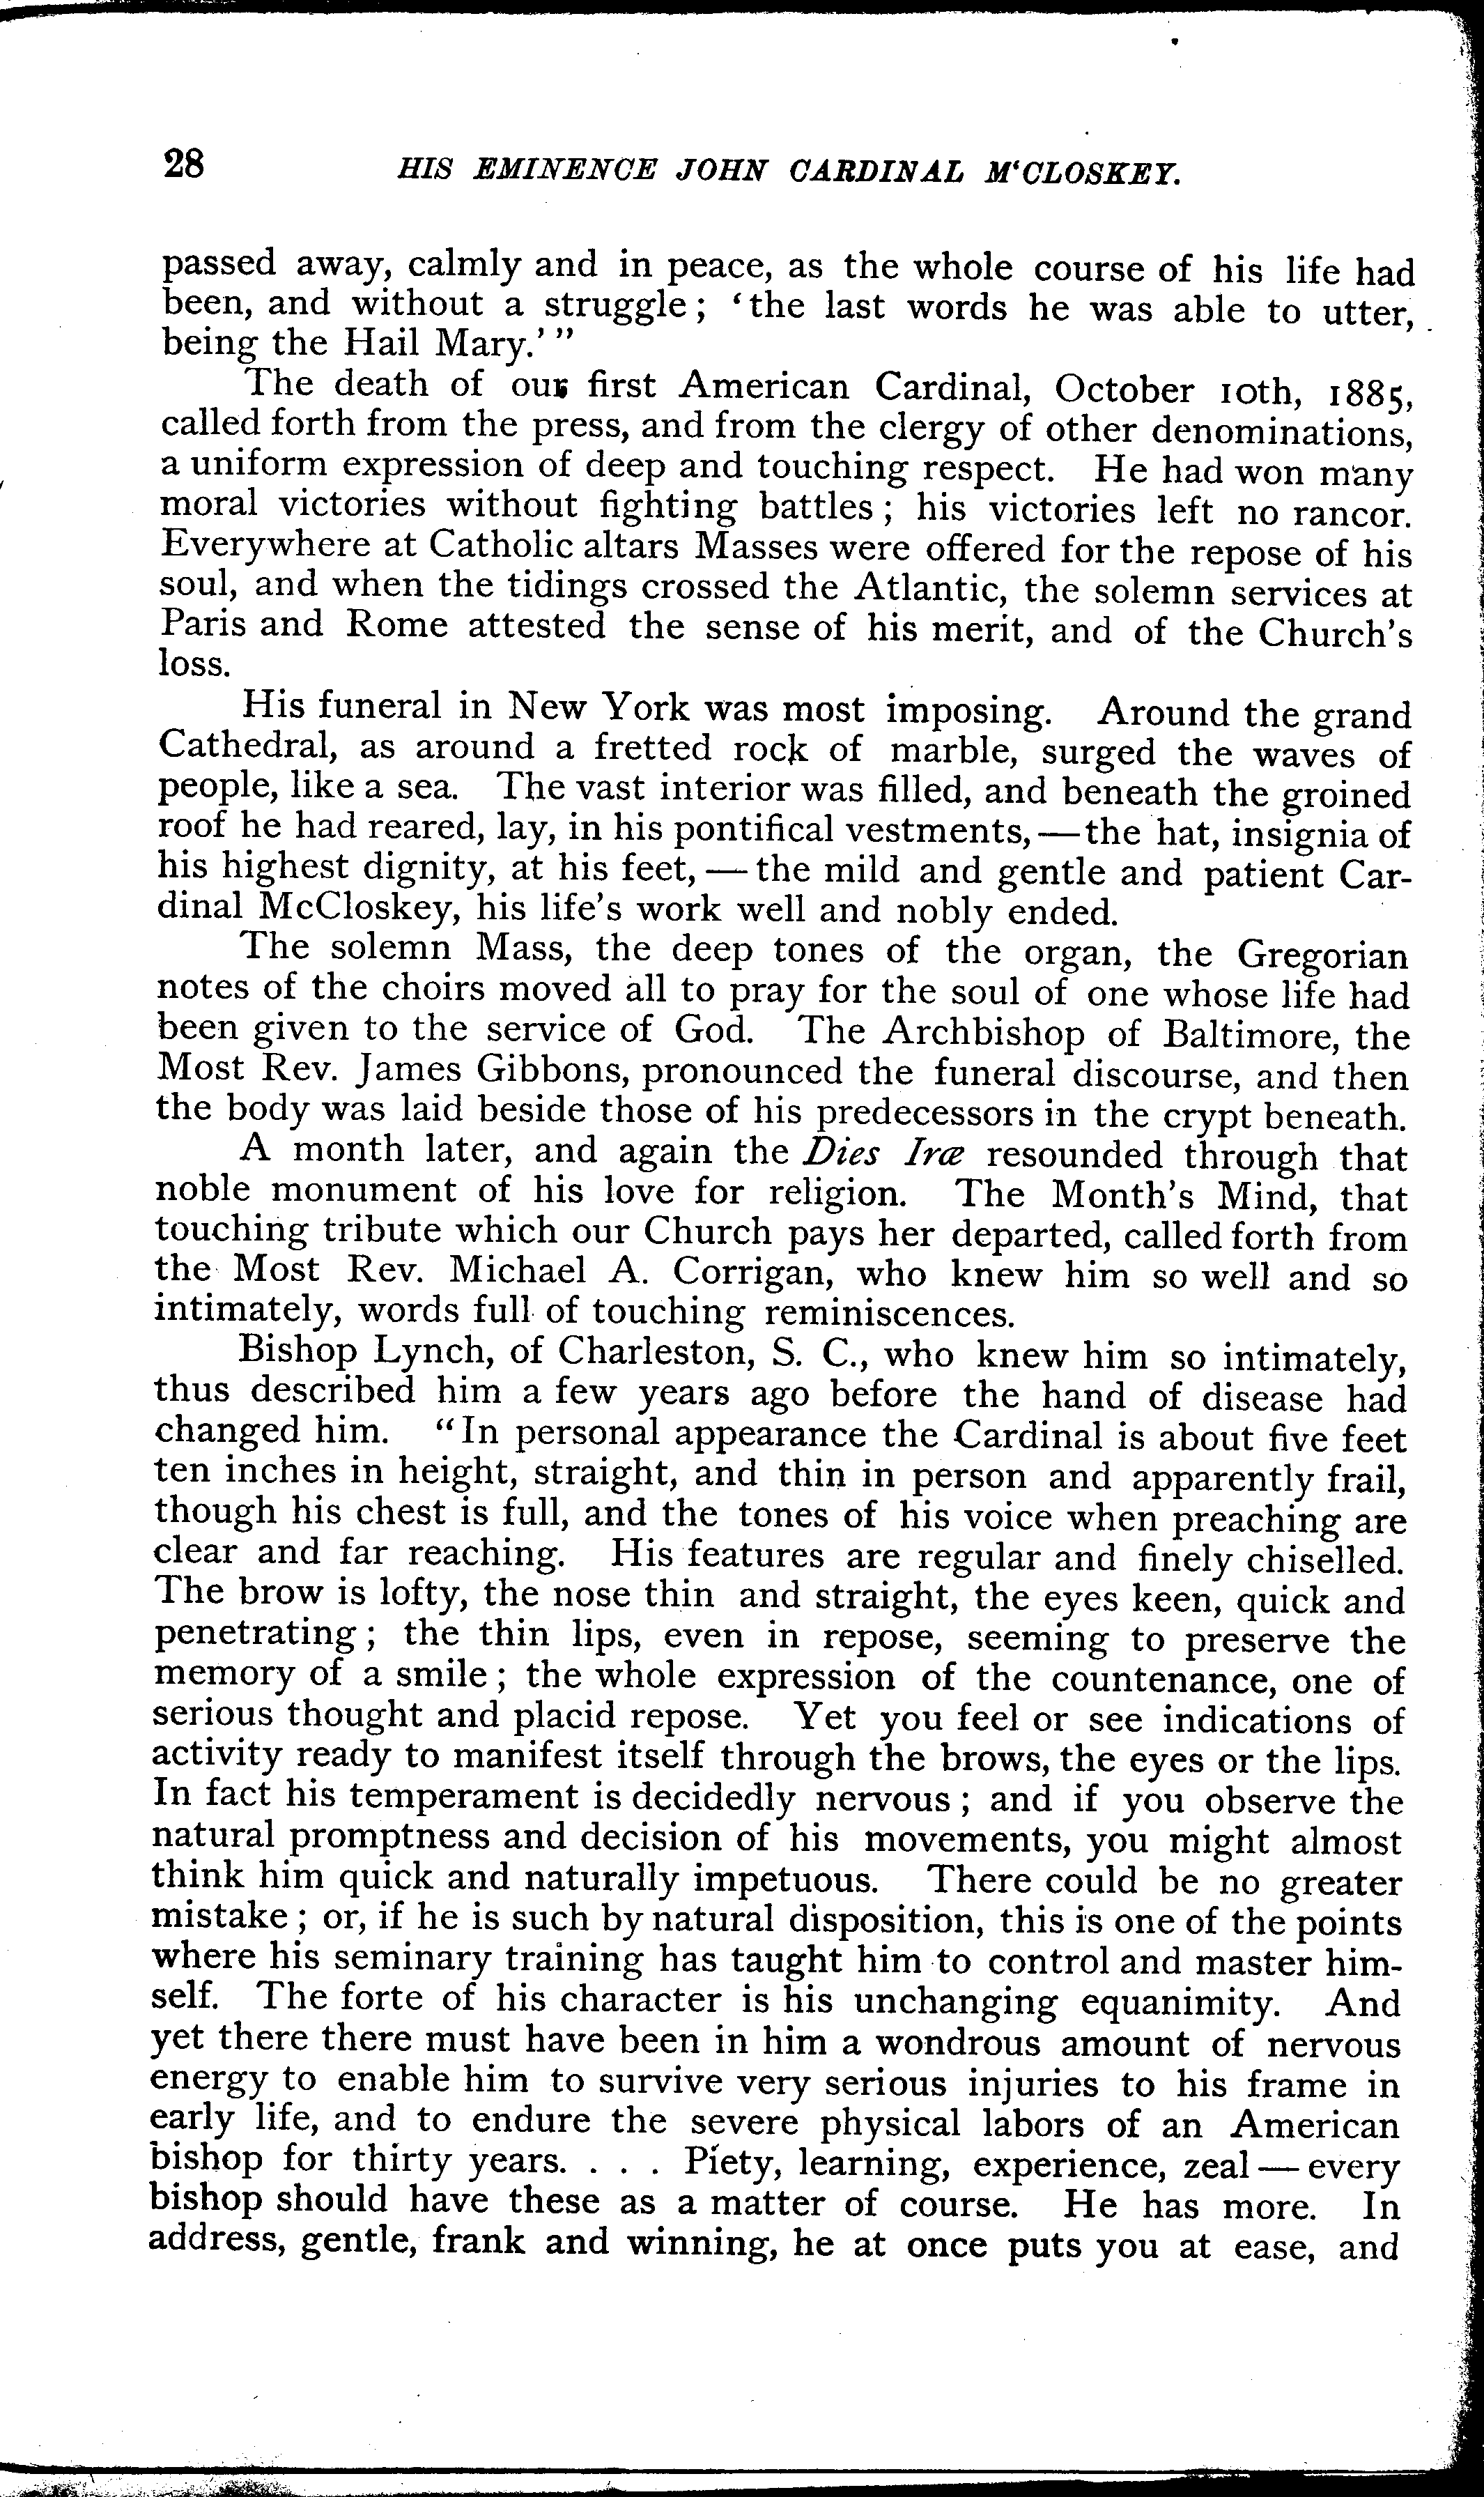 28 HIS EMINENCE JOHN CARDINAL M‘CLOSKEY.
passed away, calmly and in peace, as the whole course of his life had
been, and without a struggle; ‘the last words he was able to utter,
being the Hail Mary.’”
The death of our first American Cardinal, October 10th, 1885,
called forth from the press, and from the clergy of other denominations,
a uniform expression of deep and touching respect. He had won many
moral victories without fighting battles; his victories left no rancor.
Everywhere at Catholic altars Masses were offered for the repose of his
soul, and when the tidings crossed the Atlantic, the solemn services at
Paris and Rome attested the sense of his merit, and of the Church's
loss.
His funeral in New York was most imposing. Around the grand
Cathedral, as around a fretted rock of marble, surged the waves of
people, like a sea. The vast interior was filled, and beneath the groined
roof he had reared, lay, in his pontifical vestments,—the hat, insignia of
his highest dignity, at his feet,—the mild and gentle and patient Car-
dinal McCloskey, his life's work well and nobly ended.
The solemn Mass, the deep tones of the organ, the Gregorian
notes of the choirs moved all to pray for the soul of one whose life had
been given to the service of God. The Archbishop of Baltimore, the
Most Rev. James Gibbons, pronounced the funeral discourse, and then
the body was laid beside those of his predecessors in the crypt beneath.
A month later, and again the Dies Iræ resounded through that
noble monument of his love for religion. The Month's Mind, that
touching tribute which our Church pays her departed, called forth from
the Most Rev. Michael A. Corrigan, who knew him so well and so
intimately, words full of touching reminiscences.
Bishop Lynch, of Charleston, S. C., who knew him so intimately,
thus described him a few years ago before the hand of disease had
changed him. “In personal appearance the Cardinal is about five feet
ten inches in height, straight, and thin in person and apparently frail,
though his chest is full, and the tones of his voice when preaching are
clear and far reaching. His features are regular and finely chiselled.
The brow is lofty, the nose thin and straight, the eyes keen, quick and
penetrating; the thin lips, even in repose, seeming to preserve the
memory of a smile; the whole expression of the countenance, one of
serious thought and placid repose. Yet you feel or see indications of
activity ready to manifest itself through the brows, the eyes or the lips.
In fact his temperament is decidedly nervous; and if you observe the
natural promptness and decision of his movements, you might almost
think him quick and naturally impetuous. There could be no greater
mistake; or, if he is such by natural disposition, this is one of the points
where his seminary training has taught him to control and master him-
self. The forte of his character is his unchanging equanimity. And
yet there there must have been in him a wondrous amount of nervous
energy to enable him to survive very serious injuries to his frame in
early life, and to endure the severe physical labors of an American
bishop for thirty years. . . . Piety, learning, experience, zeal—every
bishop should have these as a matter of course. He has more. In
address, gentle, frank and winning, he at once puts you at ease, and